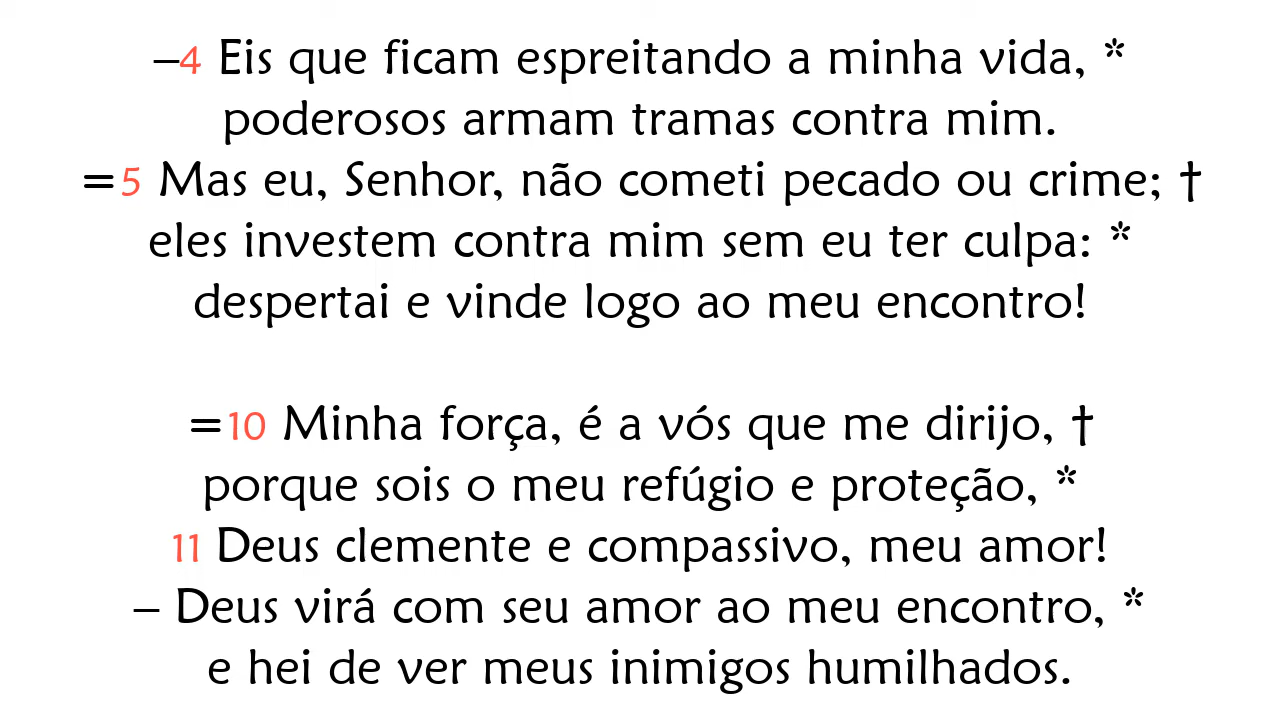 –4 Eis que ficam espreitando a minha vida, *
poderosos armam tramas contra mim.
=5 Mas eu, Senhor, não cometi pecado ou crime; †
eles investem contra mim sem eu ter culpa: *
despertai e vinde logo ao meu encontro!
=10 Minha força, é a vós que me dirijo, †
porque sois o meu refúgio e proteção, *
11 Deus clemente e compassivo, meu amor!
– Deus virá com seu amor ao meu encontro, *
e hei de ver meus inimigos humilhados.